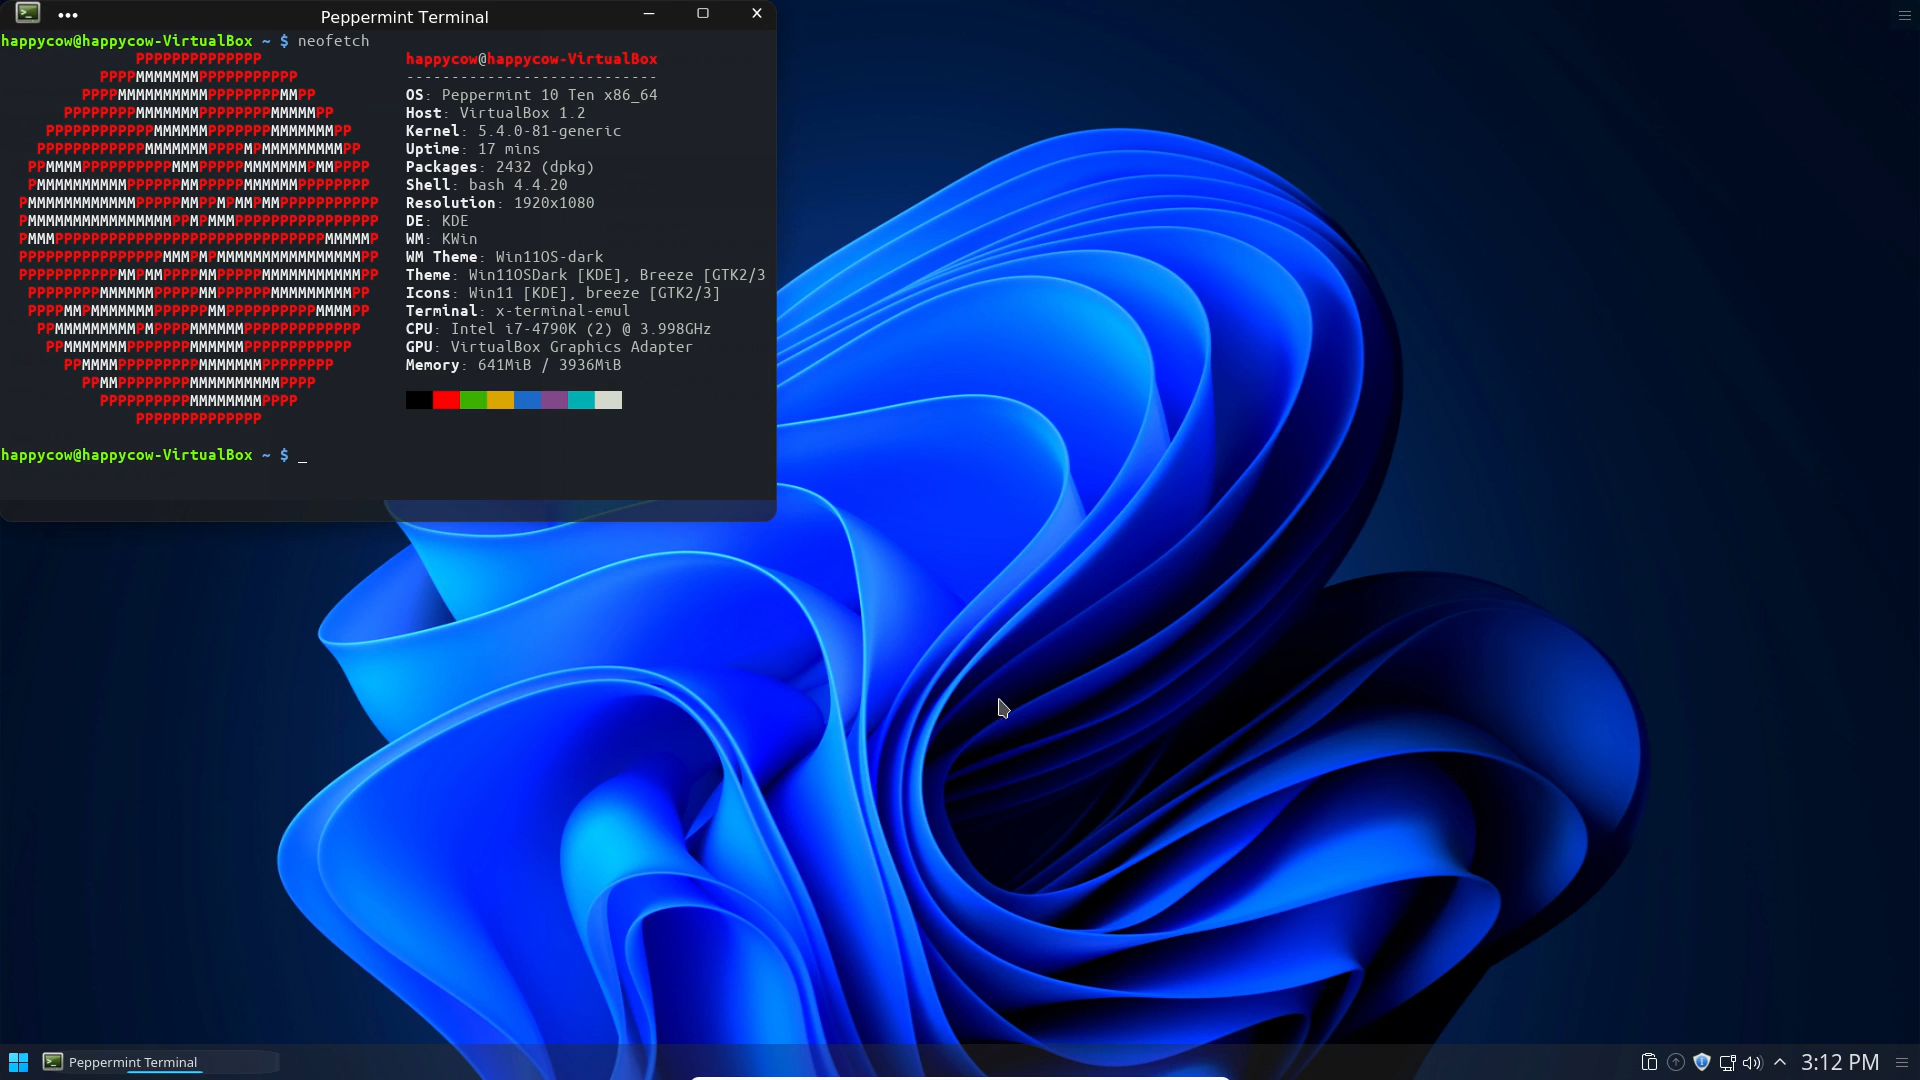 Peppermint Terminal
happycow@happycow-VirtualBox ~ $ neofetch
happycow@happycow-VirtualBox
----------------------------
OS: Peppermint 10 Ten x86_64
Host: VirtualBox 1.2
Kernel: 5.4.0-81-generic
Uptime: 17 mins
Packages: 2432 (dpkg)
Shell: bash 4.4.20
Resolution: 1920x1080
DE: KDE
WM: KWin
WM Theme: Win11OS-dark
Theme: Win11OSDark [KDE], Breeze [GTK2/3
Icons: Win11 [KDE], breeze [GTK2/3]
Terminal: x-terminal-emul
CPU: Intel i7-4790K (2) @ 3.998GHz
GPU: VirtualBox Graphics Adapter
Memory: 641MiB / 3936MiB
happycow@happycow-VirtualBox ~ $ _
Peppermint Terminal
3:12 PM